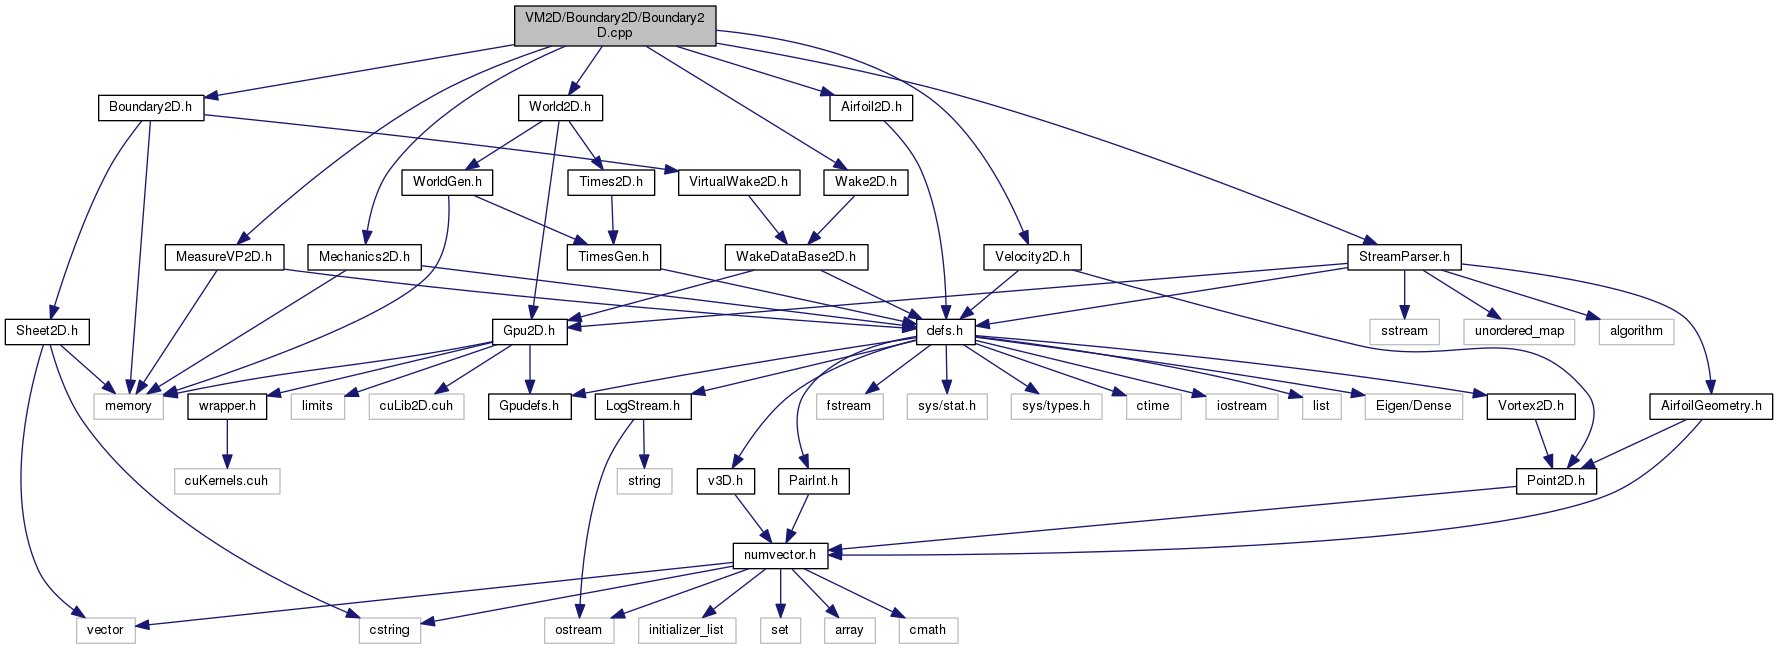 VM2D/Boundary2D/Boundary2
D.cpp
Boundary2D.h
World2D.h
Airfoil2D.h
WorldGen.h
Times2D.h
VirtualWake2D.h
Wake2D.h
MeasureVP2D.h
Mechanics2D.h
TimesGen.h
WakeDataBase2D.h
Velocity2D.h
StreamParser.h
Sheet2D.h
Gpu2D.h
defs.h
sstream
unordered_map
algorithm
memory
wrapper.h
limits
cuLib2D.cuh
Gpudefs.h
LogStream.h
fstream
sys/stat.h
sys/types.h
ctime
iostream
list
Eigen/Dense
Vortex2D.h
AirfoilGeometry.h
cuKernels.cuh
string
v3D.h
PairInt.h
Point2D.h
numvector.h
vector
cstring
ostream
initializer_list
set
array
cmath